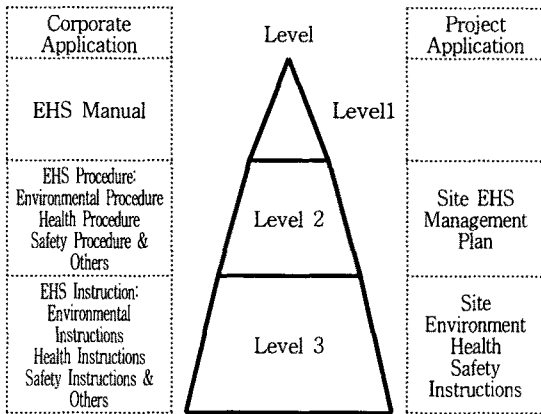 Corporate
Application
Level
Project
Application
EHS Manual
Level1
EHS Procedure:
Environmental Procedure
Health Procedure
Safety Procedure &
Others
Level 2
Site EHS
Management
Plan
EHS Instruction:
Environmental
Instructions
Health Instructions
Safety Instructions &
Others
Level 3
Site
Environment
Health
Safety
Instructions